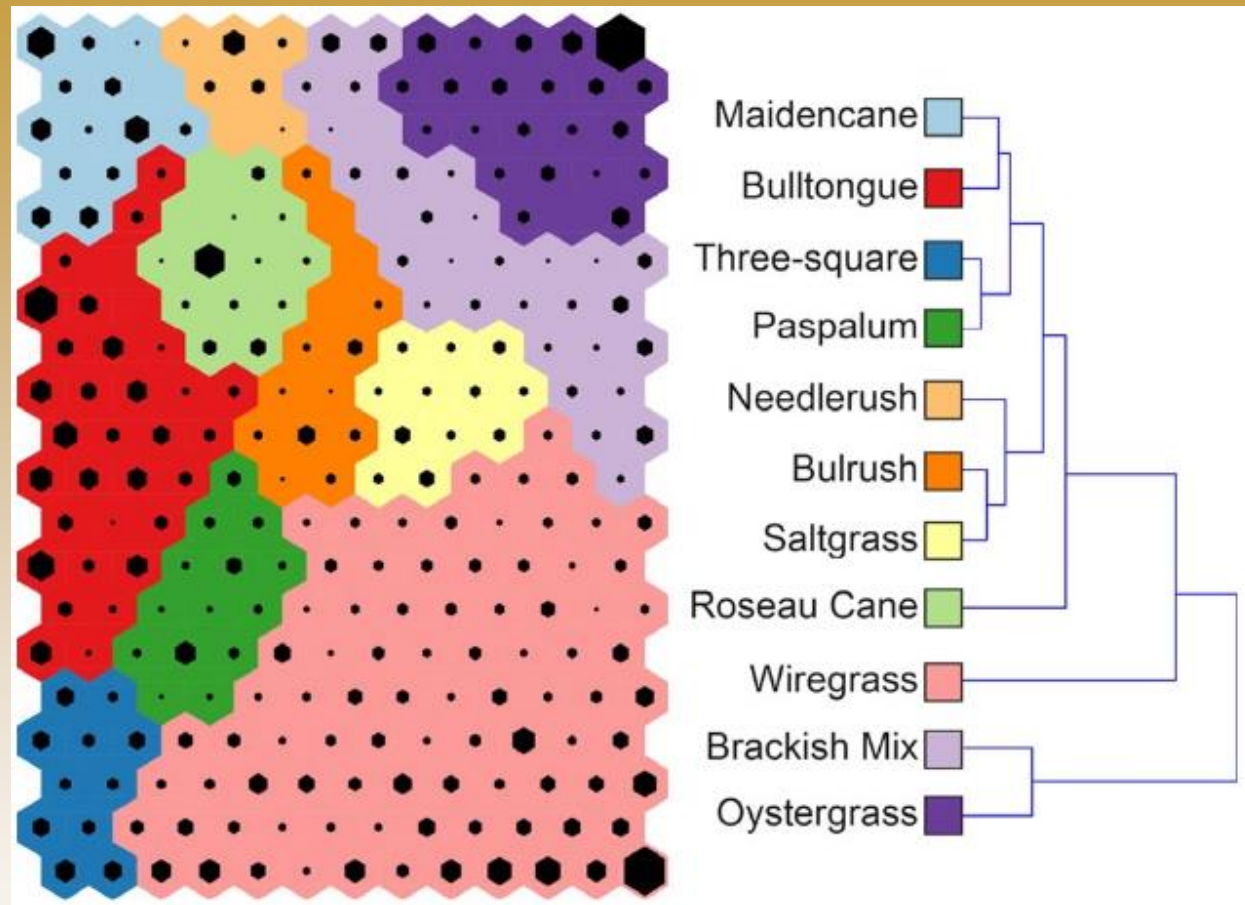 Maidencane
Bulltongue
Three-square
Paspalum
Needlerush
Bulrush
Saltgrass
Roseau Cane
Wiregrass
Brackish Mix
Oystergrass